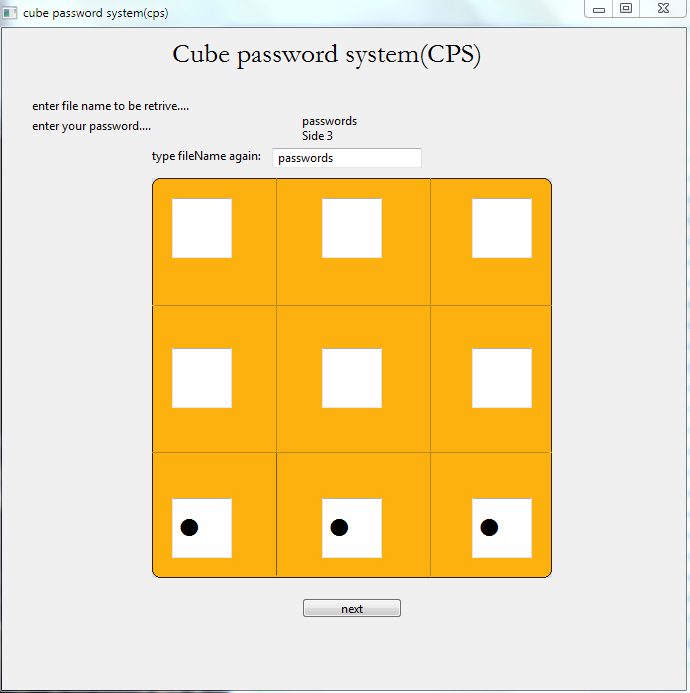 cube password system(cps)
Cube password system(CPS)
enter file name to be retrive....
enter your password....
passwords
Side 3
type fileName again:
passwords
next